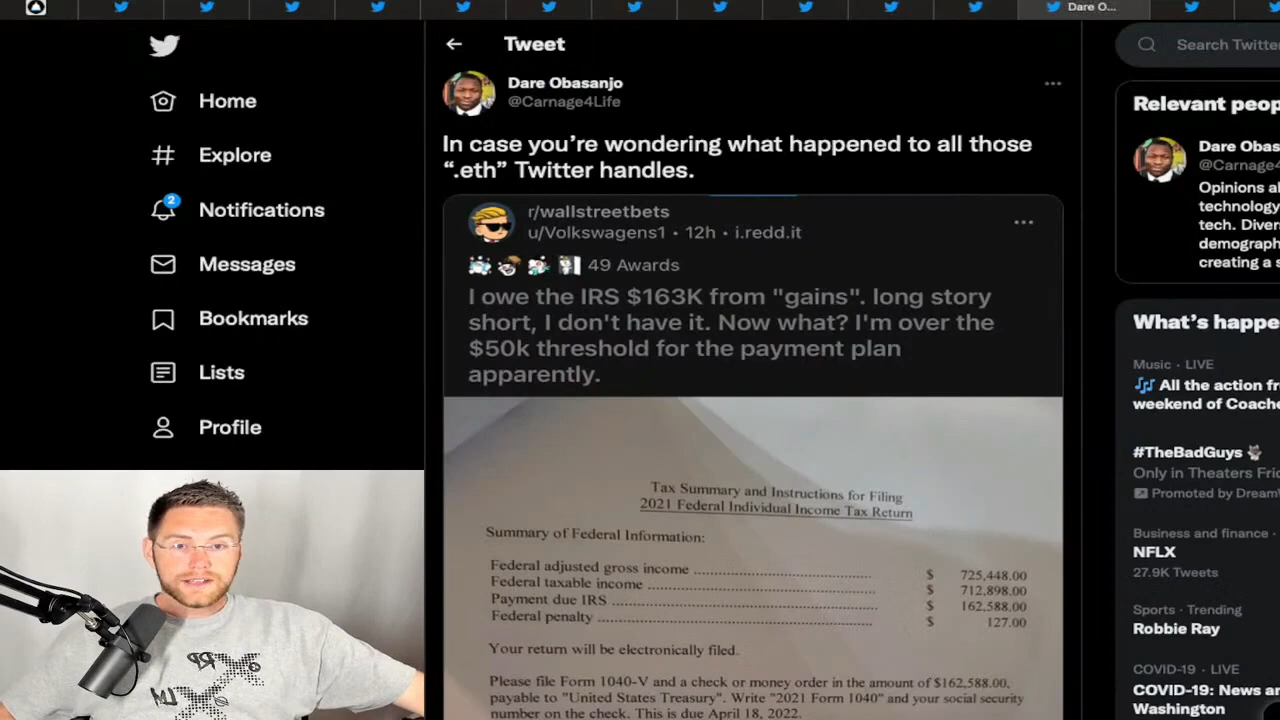 Dare O...
Tweet
Search Twitte
Home
Explore
2
Notifications
Messages
Bookmarks
Lists
Profile
Dare Obasanjo
@Carnage4Life
In case you're wondering what happened to all those
“.eth” Twitter handles.
r/wallstreetbets
u/Volkswagens1 • 12h • i.redd.it
49 Awards
I owe the IRS $163K from "gains". long story
short, I don't have it. Now what? I'm over the
$50k threshold for the payment plan
apparently.
Tax Summary and Instructions for Filing
2021 Federal Individual Income Tax Return
Summary of Federal Information:
Federal adjusted gross income ........ $ 725,448.00
Federal taxable income ........ $ 712,898.00
Payment due IRS ........ $ 162,588.00
Federal penalty ........ $ 127.00
Your return will be electronically filed.
Please file Form 1040-V and a check or money order in the amount of $162,588.00,
payable to "United States Treasury". Write "2021 Form 1040" and your social security
number on the check. This is due April 18, 2022.
Relevant peop
Dare Obas
@Carnage4
Opinions al
technology
tech. Diver
demograph
creating a s
What's happe
Music · LIVE
All the action fr
weekend of Coache
#TheBadGuys
Only in Theaters Frid
Promoted by Dream
Business and finance ·
NFLX
27.9K Tweets
Sports · Trending
Robbie Ray
COVID-19 · LIVE
COVID-19: News an
Washington